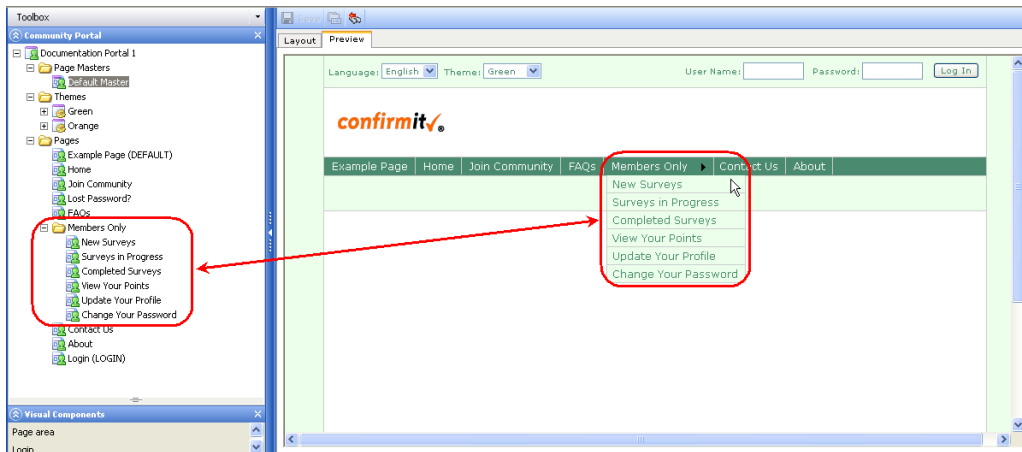 Toolbox
Community Portal
Documentation Portal 1
Page Masters
Default Master
Themes
Green
Orange
Pages
Example Page (DEFAULT)
Home
Join Community
Lost Password?
FAQs
Members Only
New Surveys
Surveys in Progress
Completed Surveys
View Your Points
Update Your Profile
Change Your Password
Contact Us
About
Login (LOGIN)
Visual Components
Page area
Login
Save
Layout Preview
Language: English Theme: Green User Name: Password: Log In
confirmit®
Example Page Home Join Community FAQs Members Only Contact Us About
New Surveys
Surveys in Progress
Completed Surveys
View Your Points
Update Your Profile
Change Your Password